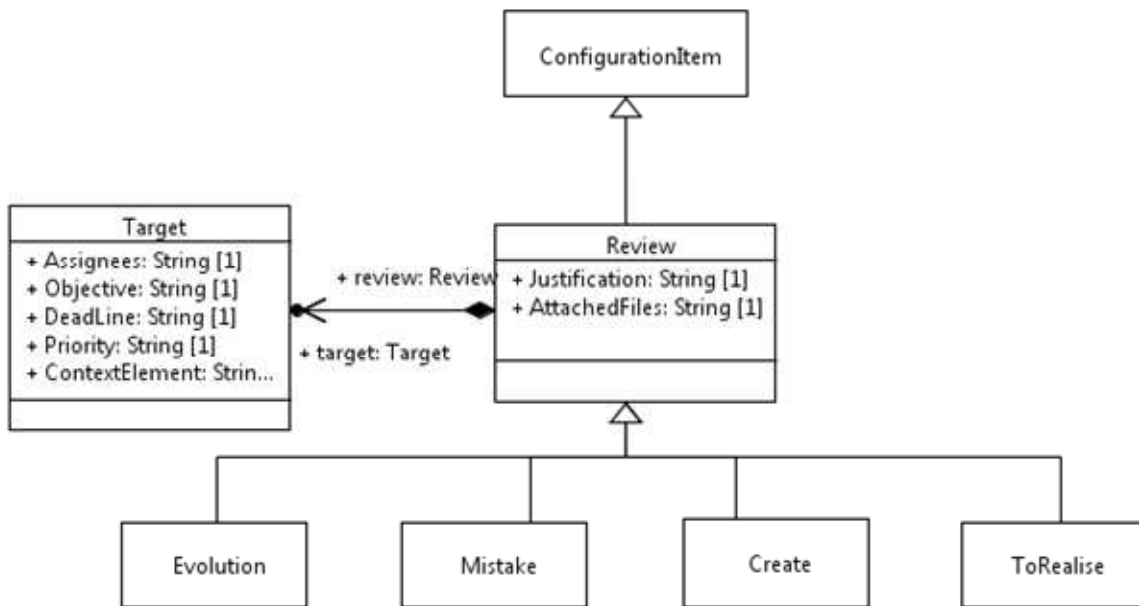 ConfigurationItem
Target
+ Assignees: String [1]
+ Objective: String [1]
+ DeadLine: String [1]
+ Priority: String [1]
+ ContextElement: Strin...
+ review: Review
+ target: Target
Review
+ Justification: String [1]
+ AttachedFiles: String [1]
Evolution
Mistake
Create
ToRealise